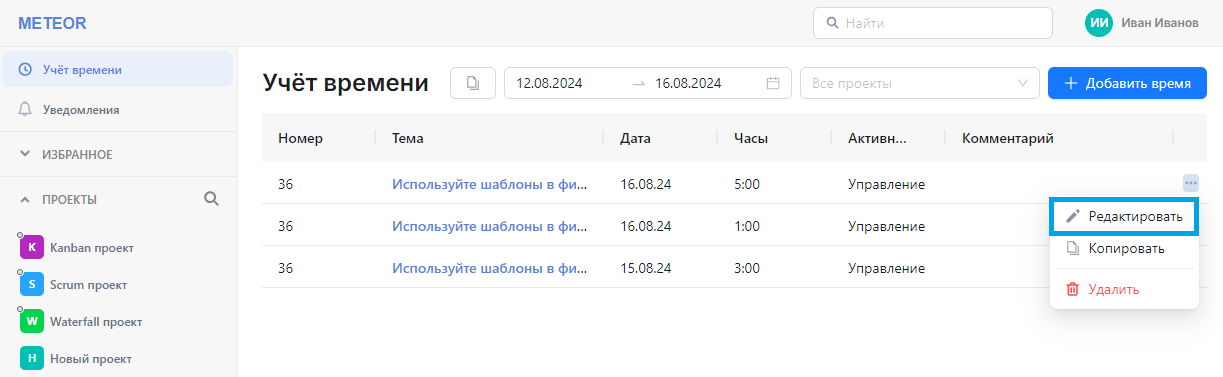 METEOR
Найти
ИИ Иван Иванов
Учёт времени
Уведомления
ИЗБРАННОЕ
ПРОЕКТЫ
K Kanban проект
S Scrum проект
W Waterfall проект
Н Новый проект
Учёт времени 12.08.2024 → 16.08.2024 Все проекты + Добавить время
Номер Тема Дата Часы Активн... Комментарий
36 Используйте шаблоны в фи... 16.08.24 5:00 Управление ...
36 Используйте шаблоны в фи... 16.08.24 1:00 Управление
36 Используйте шаблоны в фи... 15.08.24 3:00 Управление
Редактировать
Копировать
Удалить